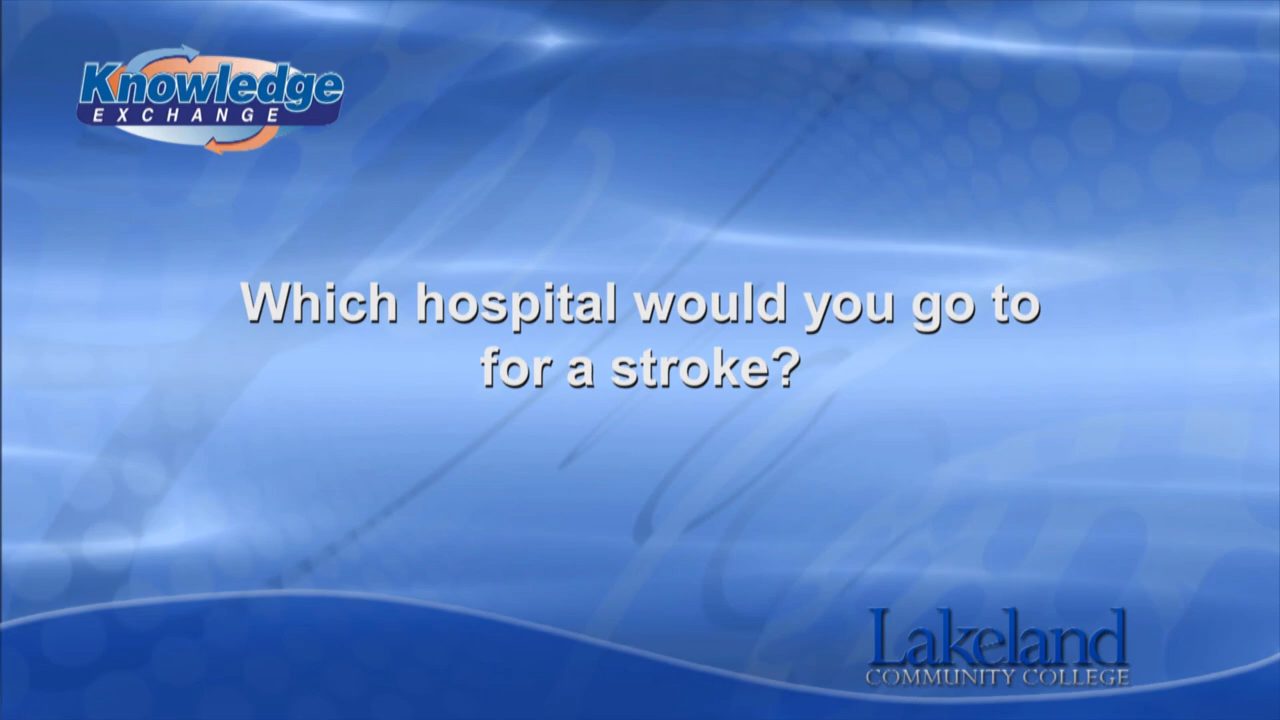 Knowledge
EXCHANGE
Which hospital would you go to
for a stroke?
Lakeland
COMMUNITY COLLEGE